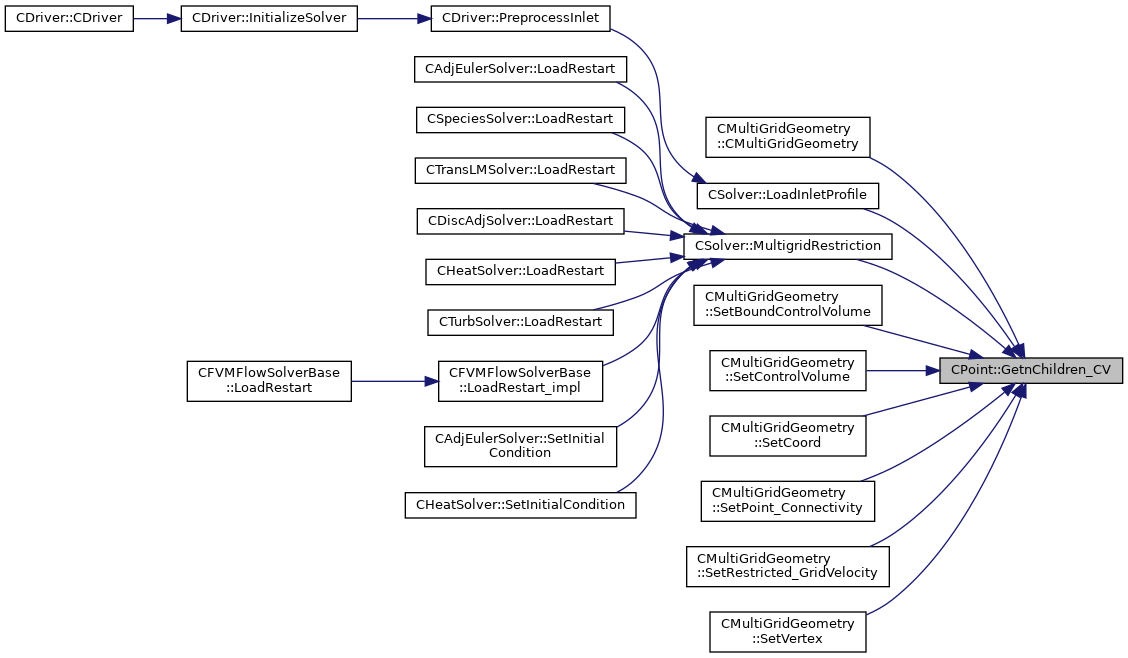 CDriver::CDriver
CDriver::InitializeSolver
CDriver::PreprocessInlet
CAdjEulerSolver::LoadRestart
CSpeciesSolver::LoadRestart
CTransLMSolver::LoadRestart
CDiscAdjSolver::LoadRestart
CHeatSolver::LoadRestart
CTurbSolver::LoadRestart
CFVMFlowSolverBase
::LoadRestart
CFVMFlowSolverBase
::LoadRestart_impl
CAdjEulerSolver::SetInitial
Condition
CHeatSolver::SetInitialCondition
CMultiGridGeometry
::CMultiGridGeometry
CSolver::LoadInletProfile
CSolver::MultigridRestriction
CMultiGridGeometry
::SetBoundControlVolume
CMultiGridGeometry
::SetControlVolume
CMultiGridGeometry
::SetCoord
CMultiGridGeometry
::SetPoint_Connectivity
CMultiGridGeometry
::SetRestricted_GridVelocity
CMultiGridGeometry
::SetVertex
CPoint::GetnChildren_CV